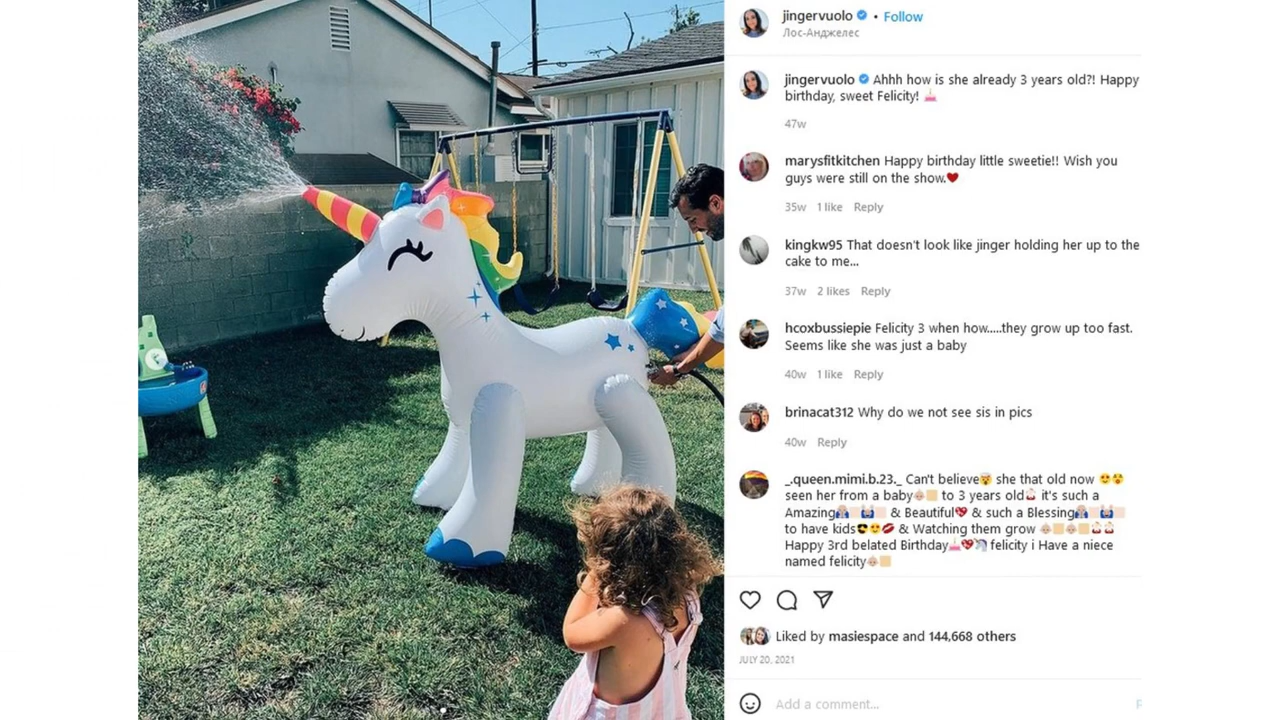 jingervuolo • Follow
Лос-Анджелес
jingervuolo Ahhh how is she already 3 years old?! Happy
birthday, sweet Felicity! 🎂
47w
marysfitkitchen Happy birthday little sweetie!! Wish you
guys were still on the show.❤️
35w 1 like Reply
kingkw95 That doesn't look like jinger holding her up to the
cake to me...
37w 2 likes Reply
hcoxbussiepie Felicity 3 when how.....they grow up too fast.
Seems like she was just a baby
40w 1 like Reply
brinacat312 Why do we not see sis in pics
40w Reply
_.queen.mimi.b.23._ Can't believe🤯 she that old now 😍😍
seen her from a baby👶🏼 to 3 years old it's such a
Amazing & Beautiful💖 & such a Blessing
to have kids😍💋 & Watching them grow
Happy 3rd belated Birthday🎂💖🦄 felicity i Have a niece
named felicity👶🏼
Liked by masiespace and 144,668 others
JULY 20, 2021
Add a comment...